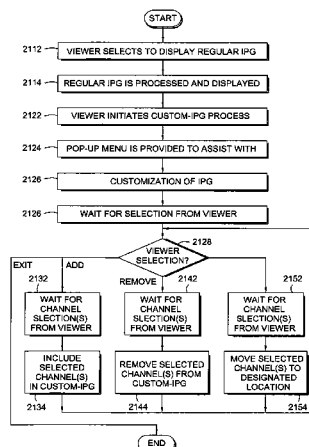 START
2112 VIEWER SELECTS TO DISPLAY REGULAR IPG
2114 REGULAR IPG IS PROCESSED AND DISPLAYED
2122 VIEWER INITIATES CUSTOM-IPG PROCESS
2124 POP-UP MENU IS PROVIDED TO ASSIST WITH
2126 CUSTOMIZATION OF IPG
2126 WAIT FOR SELECTION FROM VIEWER
2128
VIEWER
SELECTION?
EXIT
ADD
REMOVE
2132
WAIT FOR
CHANNEL
SLECTION(S)
FROM VIEWER
2142
WAIT FOR
CHANNEL
SLECTION(S)
FROM VIEWER
2152
WAIT FOR
CHANNEL
SLECTION(S)
FROM VIEWER
INCLUDE
SELECTED
CHANNEL(S)
IN CUSTOM-IPG
2134
REMOVE SELECTED
CHANNEL(S) FROM
CUSTOM-IPG
2144
MOVE SELECTED
CHANNEL(S) TO
DESIGNATED
LOCATION
2154
END